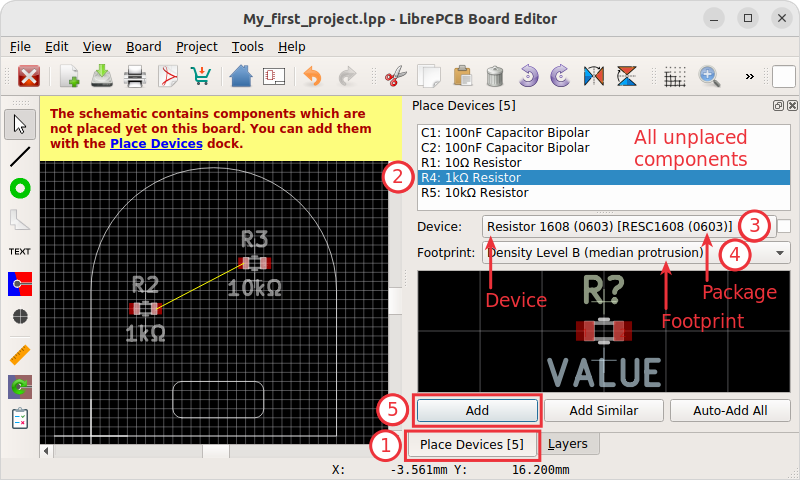 My_first_project.lpp - LibrePCB Board Editor
File Edit View Board Project Tools Help
»
The schematic contains components which are
not placed yet on this board. You can add them
with the Place Devices dock.
TEXT
R3
10kΩ
R2
1kΩ
Place Devices [5]
C1: 100nF Capacitor Bipolar
C2: 100nF Capacitor Bipolar
R1: 10Ω Resistor
R4: 1kΩ Resistor
R5: 10kΩ Resistor
All unplaced
components
2
Device: Resistor 1608 (0603) [RESC1608 (0603)] 3
Footprint: Density Level B (median protrusion) 4
R?
Device
Package
Footprint
VALUE
5 Add Add Similar Auto-Add All
1 Place Devices [5] Layers
X: -3.561mm Y: 16.200mm